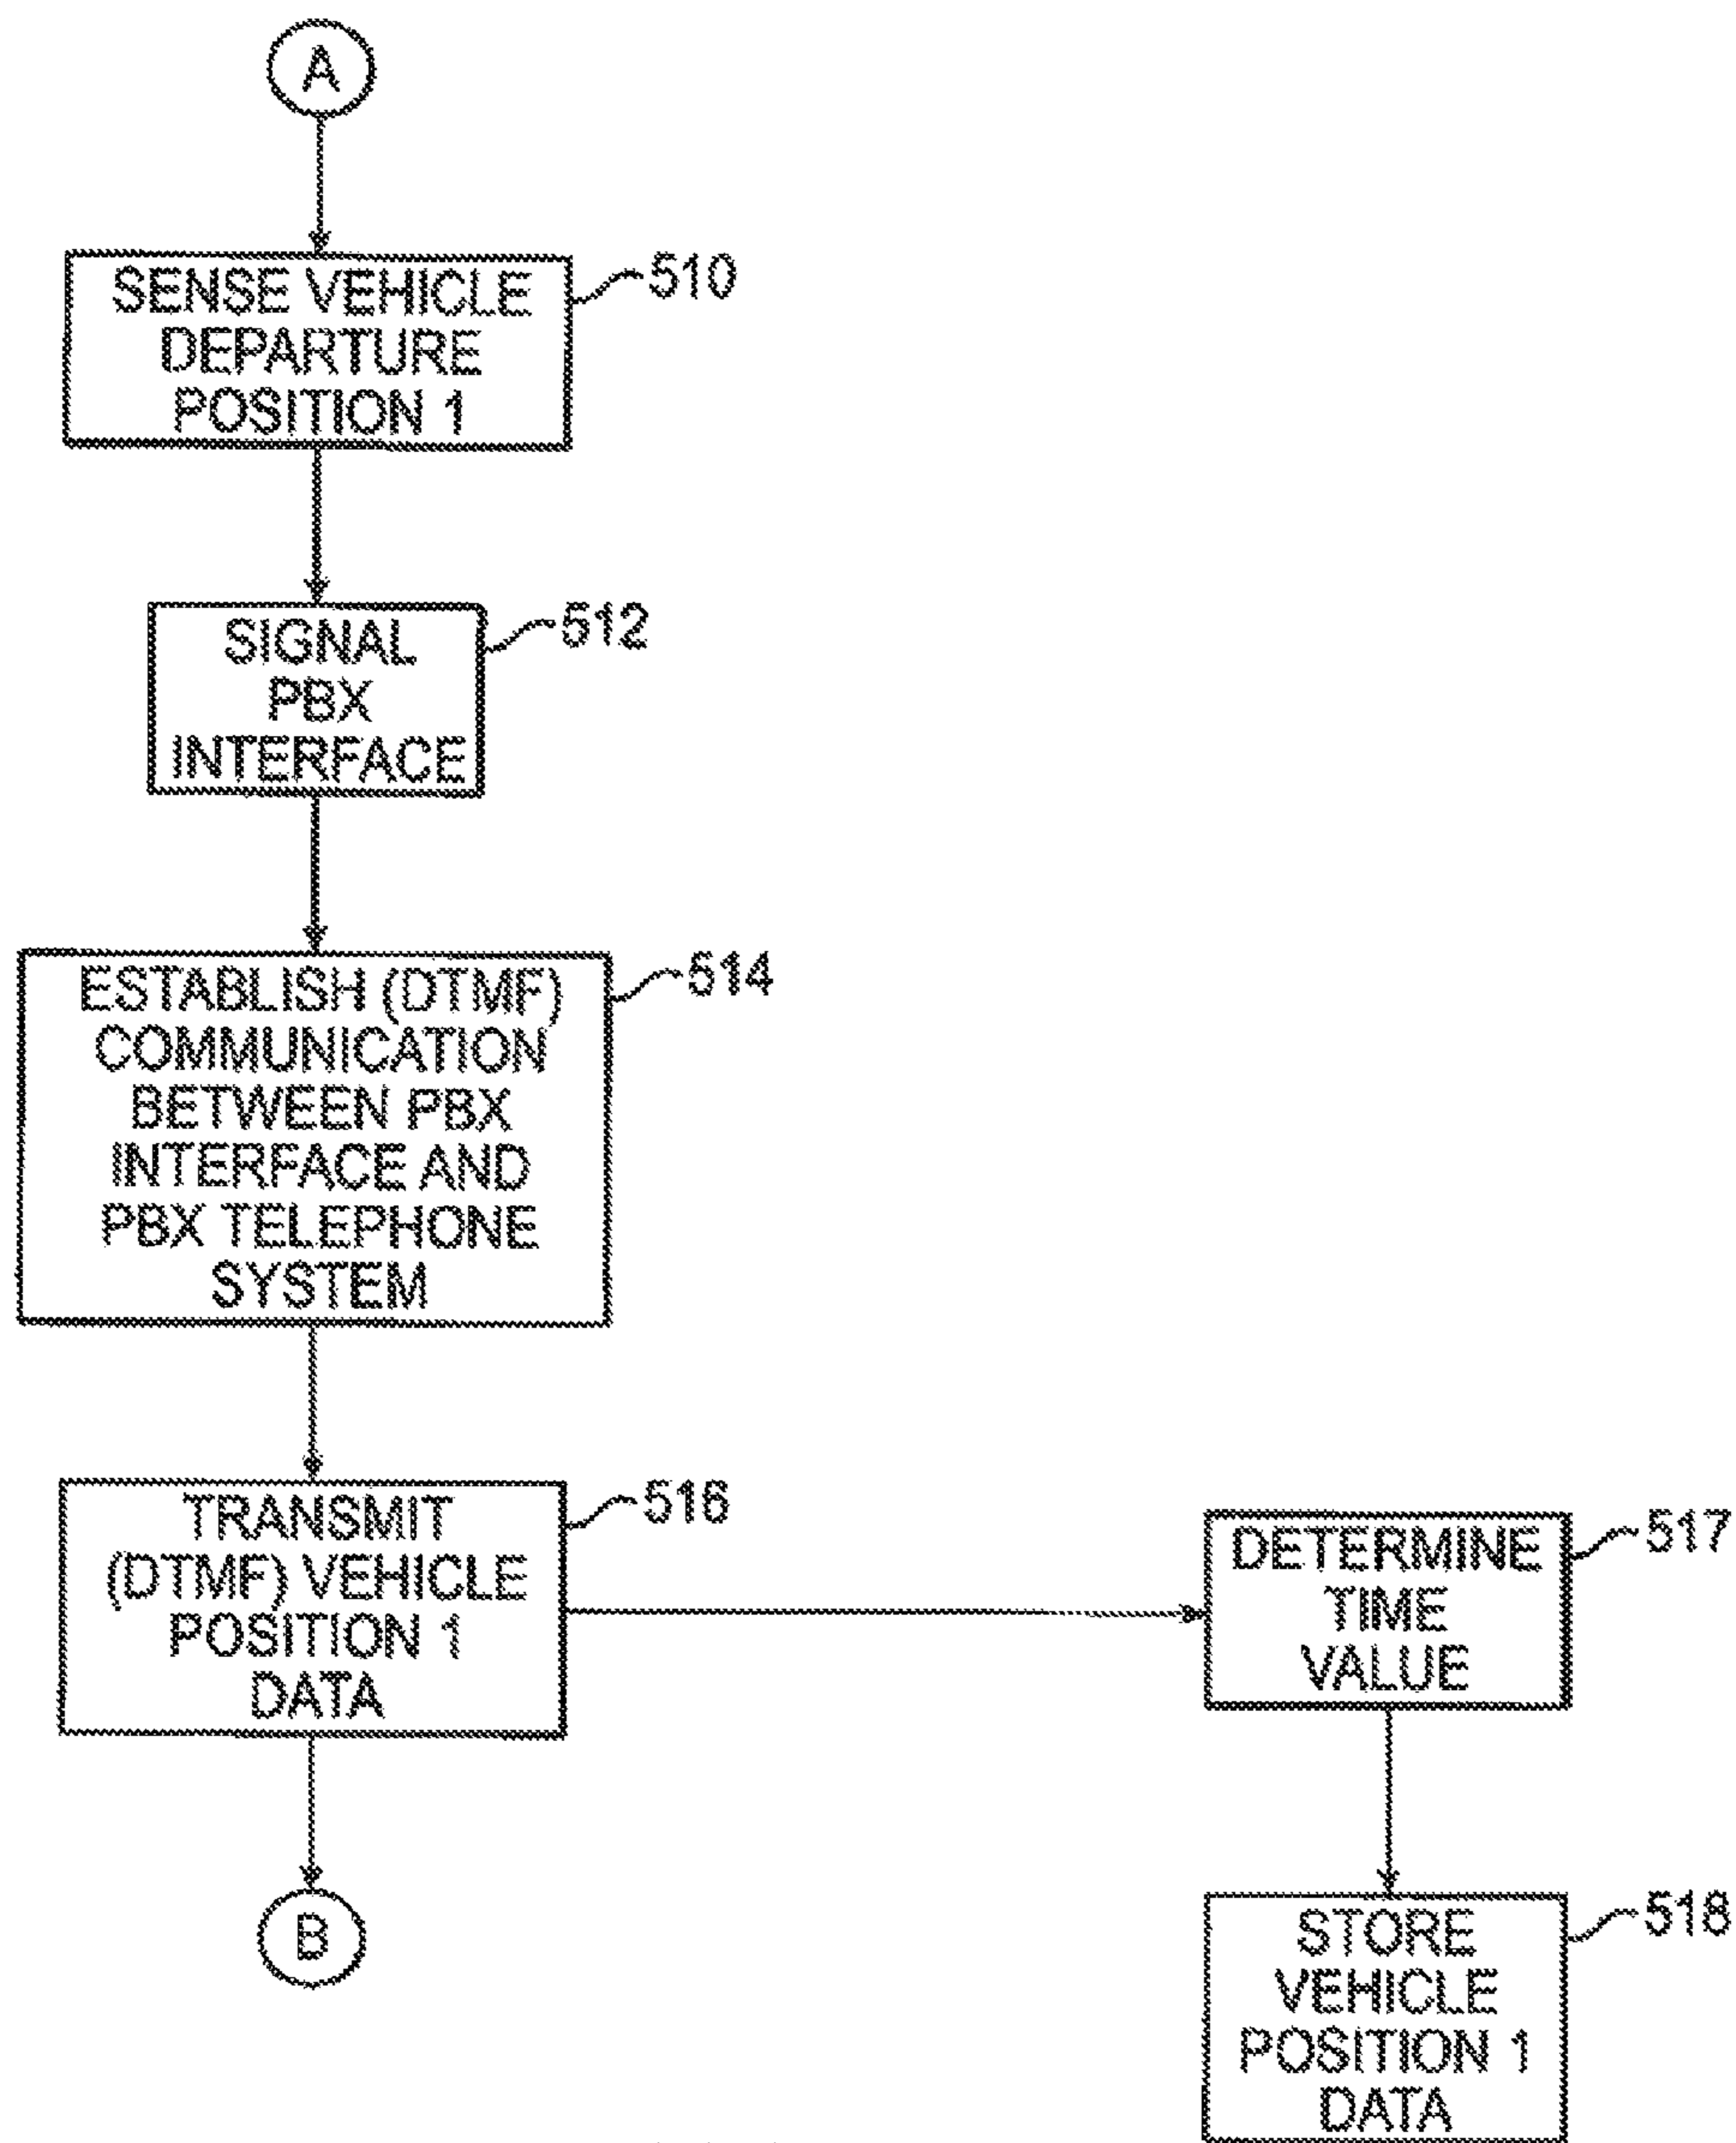 A
SENSE VEHICLE
DEPARTURE
POSITION 1
510
SIGNAL
PBX
INTERFACE
512
ESTABLISH (DTMF)
COMMUNICATION
BETWEEN PBX
INTERFACE AND
PBX TELEPHONE
SYSTEM
514
TRANSMIT
(DTMF) VEHICLE
POSITION 1
DATA
516
DETERMINE
TIME
VALUE
517
B
STORE
VEHICLE
POSITION 1
DATA
518